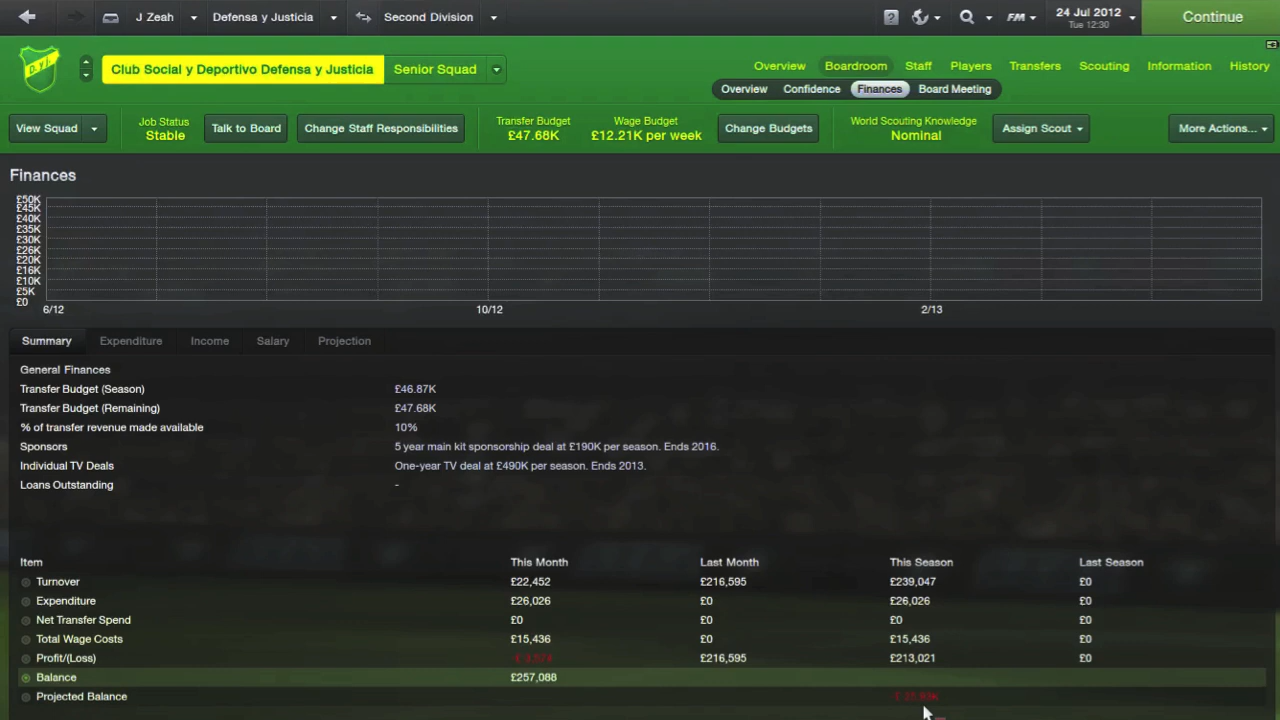 J Zeah Defensa y Justicia Second Division FM 24 Jul 2012 Continue
Tue 12:30
D.y J.
Club Social y Deportivo Defensa y Justicia Senior Squad
Overview Boardroom Staff Players Transfers Scouting Information History
Overview Confidence Finances Board Meeting
View Squad Job Status Stable Talk to Board Change Staff Responsibilities Transfer Budget £47.68K Wage Budget £12.21K per week Change Budgets World Scouting Knowledge Nominal Assign Scout More Actions...
Finances
£50K
£45K
£40K
£35K
£30K
£26K
£20K
£16K
£10K
£5K
£0
6/12 10/12 2/13
Summary Expenditure Income Salary Projection
General Finances
Transfer Budget (Season) £46.87K
Transfer Budget (Remaining) £47.68K
% of transfer revenue made available 10%
Sponsors 5 year main kit sponsorship deal at £190K per season. Ends 2016.
Individual TV Deals One-year TV deal at £490K per season. Ends 2013.
Loans Outstanding -
Item This Month Last Month This Season Last Season
Turnover £22,452 £216,595 £239,047 £0
Expenditure £26,026 £0 £26,026 £0
Net Transfer Spend £0 £0 £0 £0
Total Wage Costs £15,436 £0 £15,436 £0
Profit/(Loss) £216,595 £213,021 £0
Balance £257,088
Projected Balance